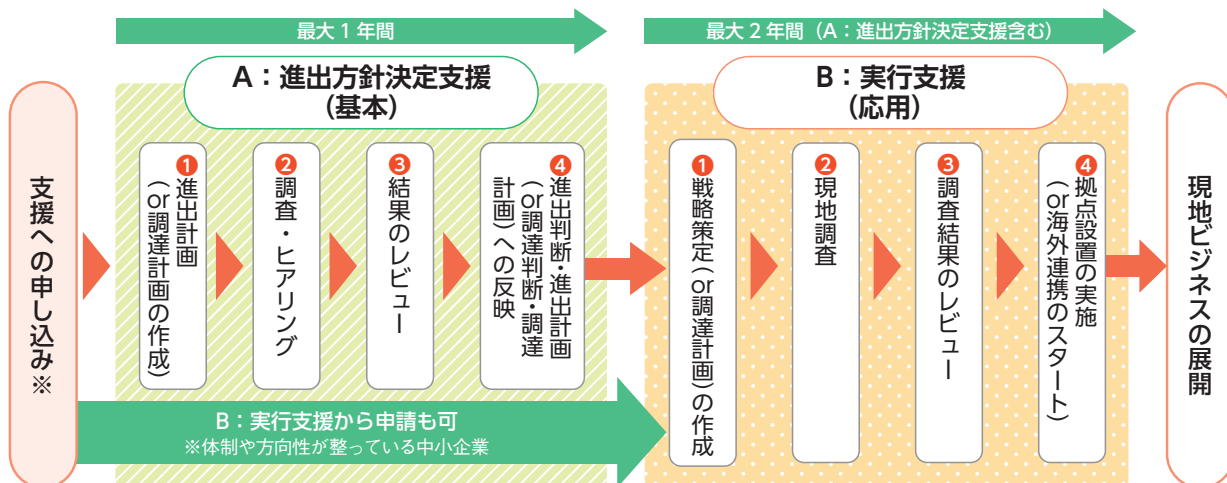 最大1年間
最大2年間（A：進出方針決定支援含む）
A：進出方針決定支援
（基本）
B：実行支援
（応用）
支援への申し込み※
❶進出計画
（or調達計画の作成）
❷調査・ヒアリング
❸結果のレビュー
❹進出判断・進出計画
（or調達判断・調達
計画）への反映
❶戦略策定（or調達計画）の作成
❷現地調査
❸調査結果のレビュー
❹拠点設置の実施
（or海外連携のスタート）
現地ビジネスの展開
B：実行支援から申請も可
※体制や方向性が整っている中小企業